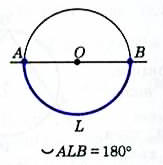 A O B
L
⌣ ALB = 180°